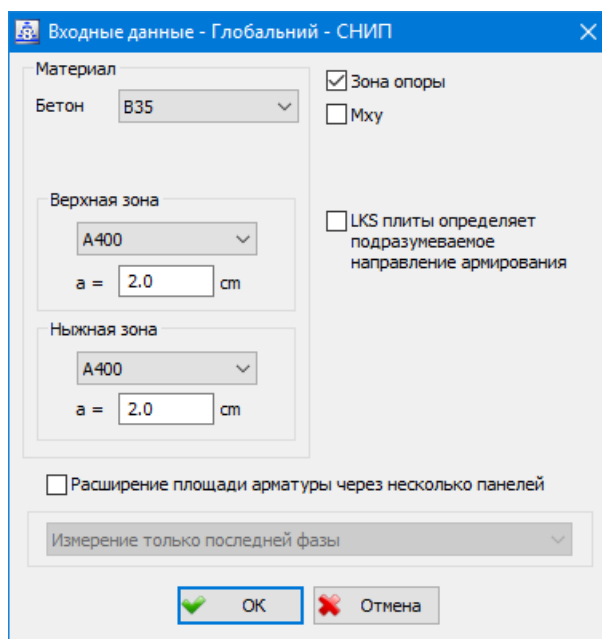 Входные данные - Глобальний - СНИП
Материал
Бетон B35
Верхная зона
A400
a = 2.0 cm
Ныжная зона
A400
a = 2.0 cm
Зона опоры
Mxy
LKS плиты определяет
подразумеваемое
направление армирования
Расширение площади арматуры через несколько панелей
Измерение только последней фазы
OK
Отмена